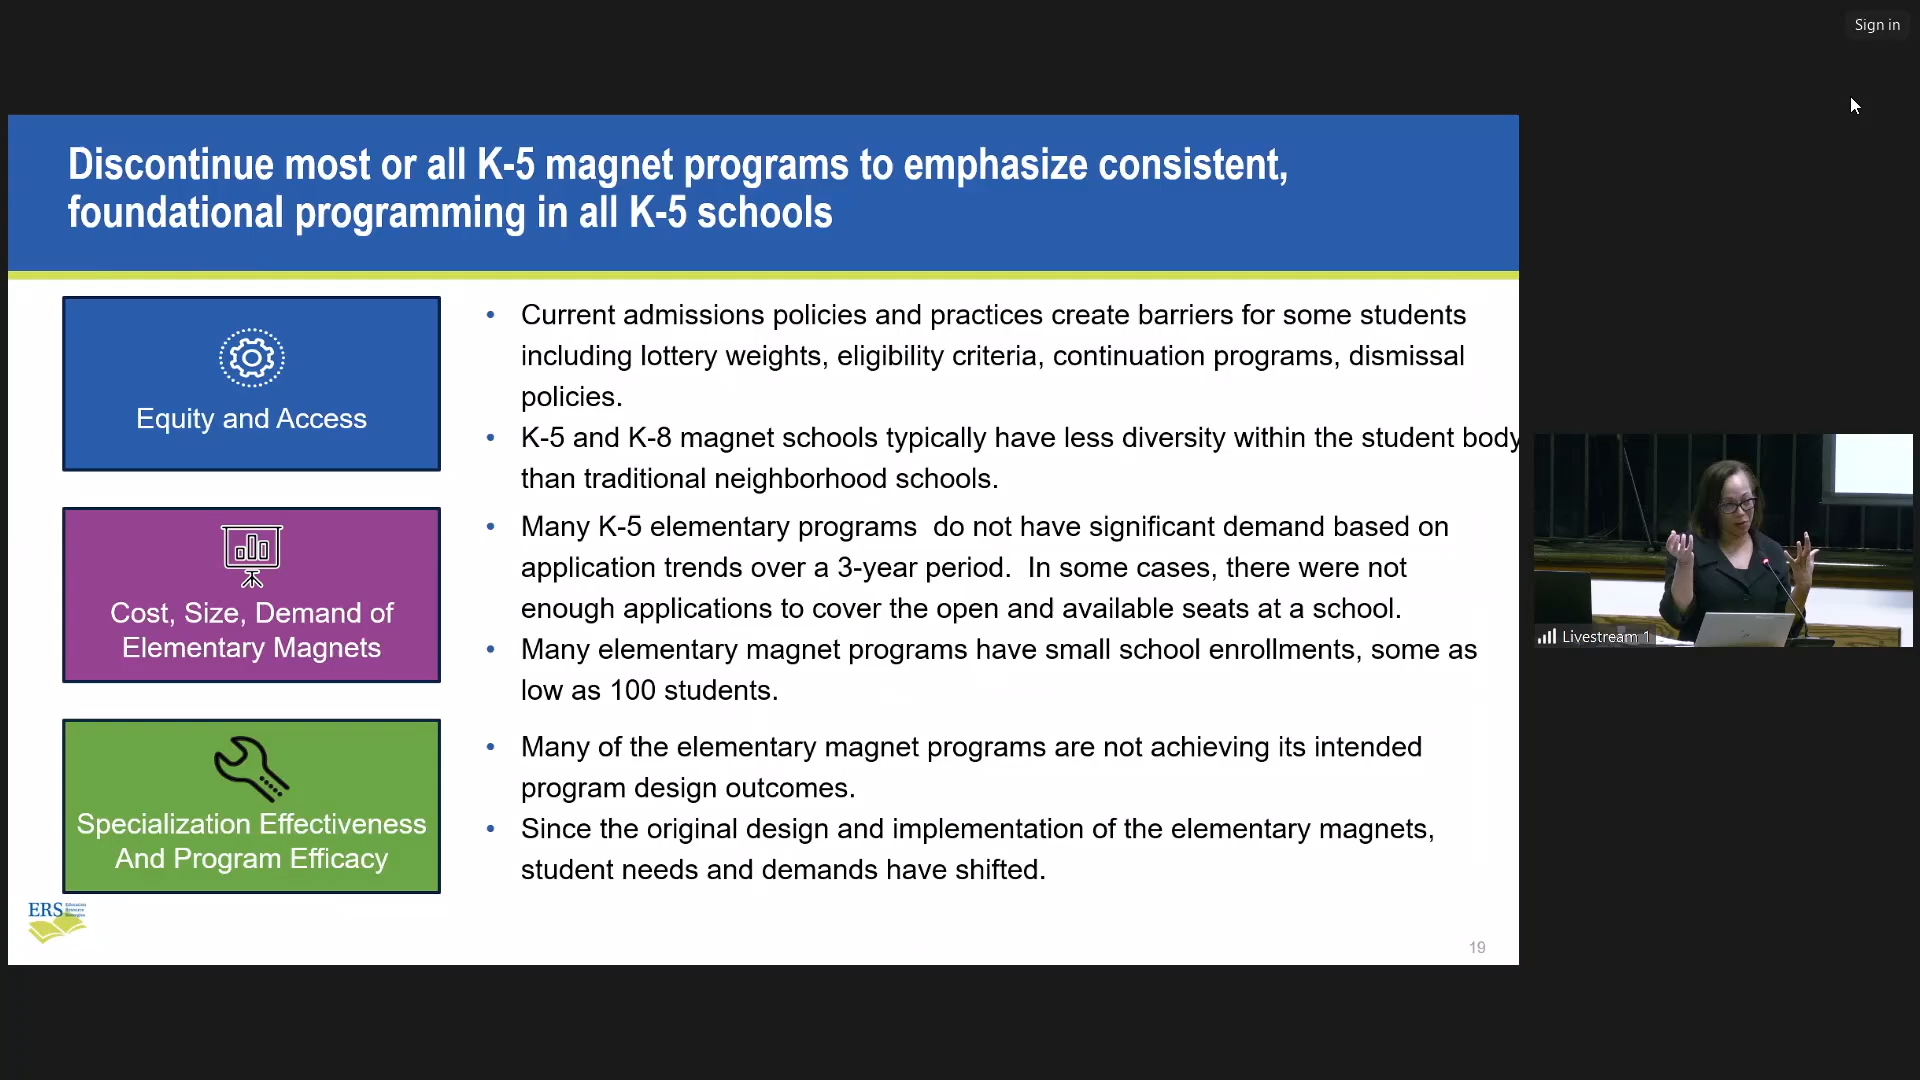 Sign in
Discontinue most or all K-5 magnet programs to emphasize consistent,
foundational programming in all K-5 schools
Equity and Access
• Current admissions policies and practices create barriers for some students
including lottery weights, eligibility criteria, continuation programs, dismissal
policies.
• K-5 and K-8 magnet schools typically have less diversity within the student body
than traditional neighborhood schools.
Cost, Size, Demand of
Elementary Magnets
• Many K-5 elementary programs  do not have significant demand based on
application trends over a 3-year period.  In some cases, there were not
enough applications to cover the open and available seats at a school.
• Many elementary magnet programs have small school enrollments, some as
low as 100 students.
Specialization Effectiveness
And Program Efficacy
• Many of the elementary magnet programs are not achieving its intended
program design outcomes.
• Since the original design and implementation of the elementary magnets,
student needs and demands have shifted.
ERS
Education
Resource
Strategies
19
Livestream 1